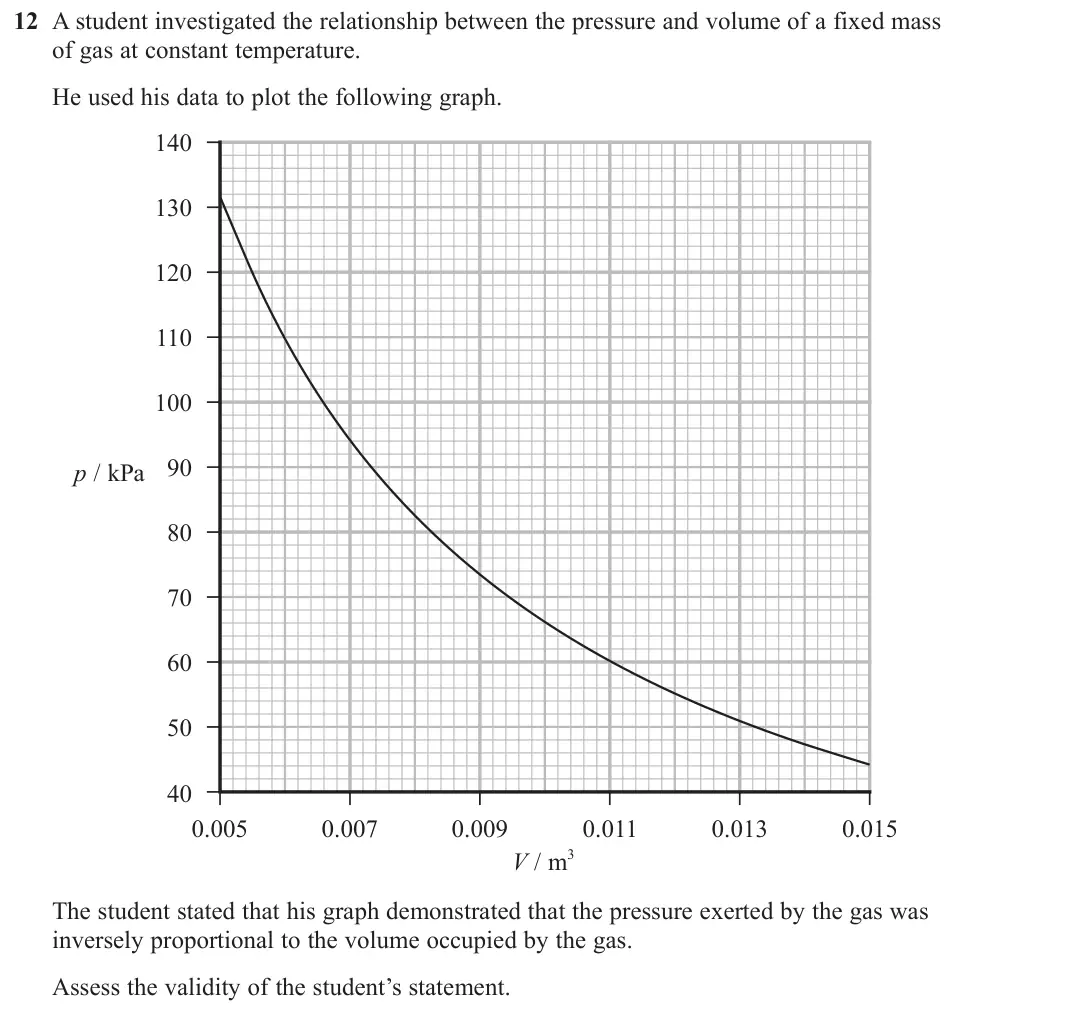 12 A student investigated the relationship between the pressure and volume of a fixed mass
of gas at constant temperature.
He used his data to plot the following graph.
140
130
120
110
100
p / kPa 90
80
70
60
50
40
0.005 0.007 0.009 0.011 0.013 0.015
V / m³
The student stated that his graph demonstrated that the pressure exerted by the gas was
inversely proportional to the volume occupied by the gas.
Assess the validity of the student’s statement.